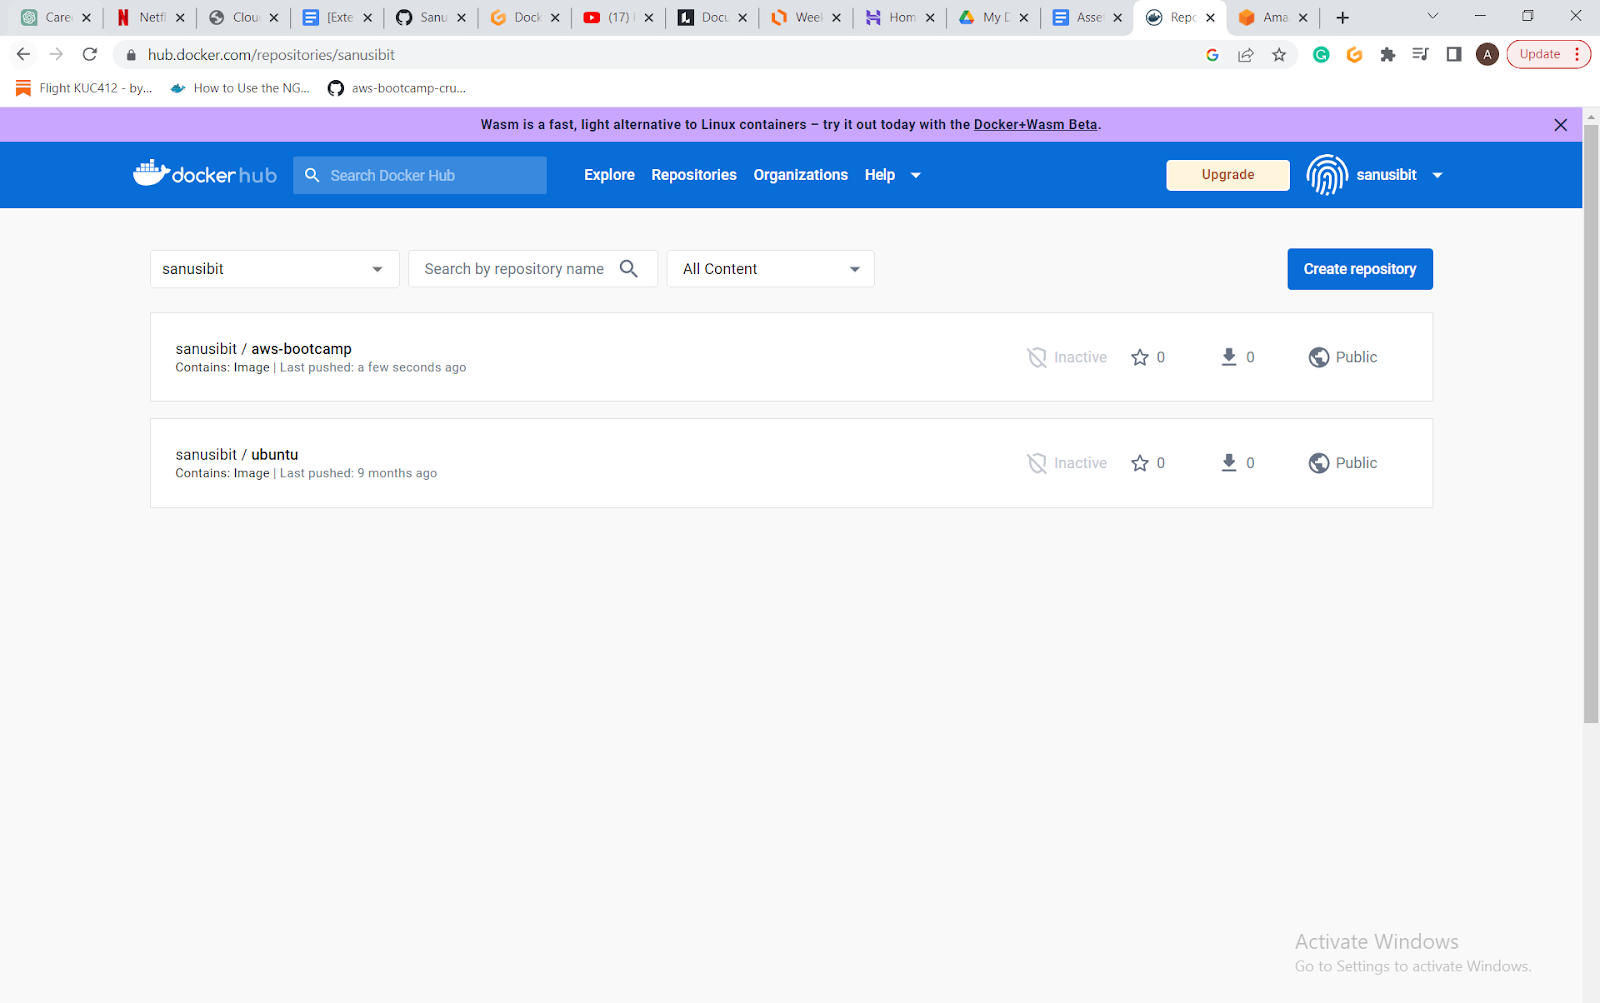 Care
Netfl
Clou
[Exte
Sanu
Dock
(17)
Docu
Weel
Hom
My D
Asse
Repo
Ama
hub.docker.com/repositories/sanusibit
A
Update
Flight KUC412 - by...
How to Use the NG...
aws-bootcamp-cru...
Wasm is a fast, light alternative to Linux containers – try it out today with the Docker+Wasm Beta.
docker hub
Search Docker Hub
Explore
Repositories
Organizations
Help
Upgrade
sanusibit
sanusibit
Search by repository name
All Content
Create repository
sanusibit / aws-bootcamp
Contains: Image | Last pushed: a few seconds ago
Inactive
0
0
Public
sanusibit / ubuntu
Contains: Image | Last pushed: 9 months ago
Inactive
0
0
Public
Activate Windows
Go to Settings to activate Windows.